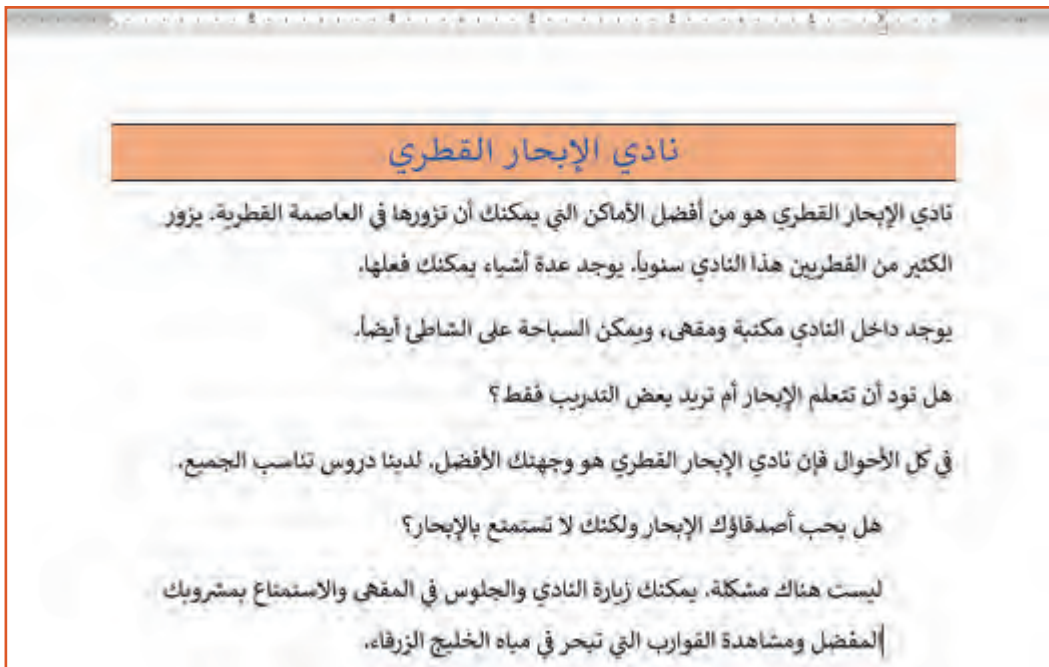 نادي الإبحار القطري
نادي الإبحار القطري هو من أفضل الأماكن التي يمكنك أن تزورها في العاصمة القطرية. يزور
الكثير من القطريين هذا النادي سنوياً. يوجد عدة أشياء يمكنك فعلها.
يوجد داخل النادي مكتبة ومقهى، ويمكن السباحة على الشاطئ أيضاً.
هل تود أن تتعلم الإبحار أم تريد بعض التدريب فقط؟
في كل الأحوال فإن نادي الإبحار القطري هو وجهتك الأفضل. لدينا دروس تناسب الجميع.
هل يحب أصدقاؤك الإبحار ولكنك لا تستمتع بالإبحار؟
ليست هناك مشكلة. يمكنك زيارة النادي والجلوس في المقهى والاستمتاع بمشروبك
المفضل ومشاهدة القوارب التي تبحر في مياه الخليج الزرقاء.